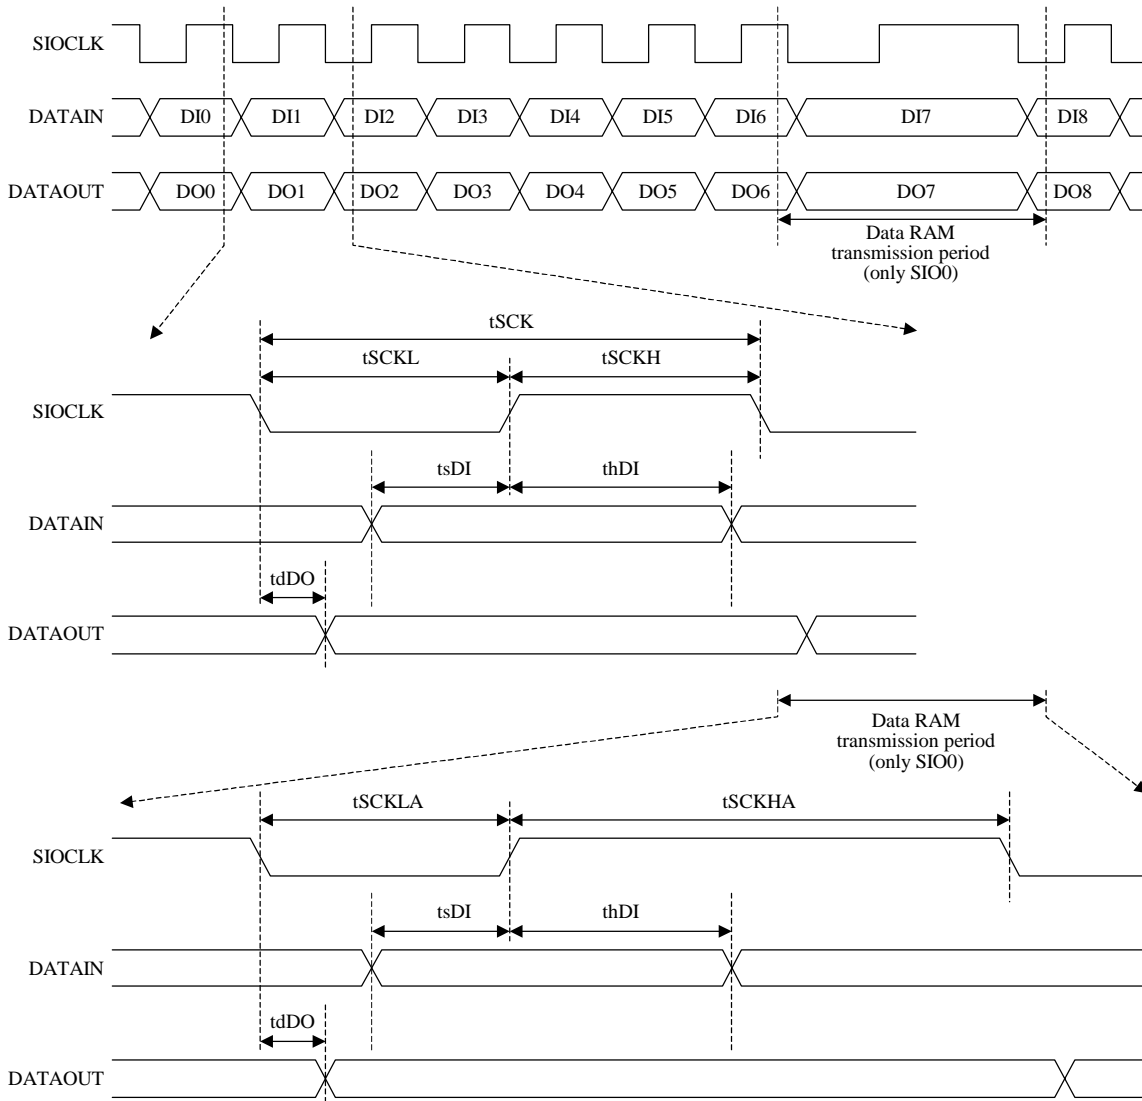 SIOCLK
DATAIN DI0 DI1 DI2 DI3 DI4 DI5 DI6 DI7 DI8
DATAOUT DO0 DO1 DO2 DO3 DO4 DO5 DO6 DO7 DO8
Data RAM
transmission period
(only SIO0)
tSCK
tSCKL tSCKH
SIOCLK
tsDI thDI
DATAIN
tdDO
DATAOUT
Data RAM
transmission period
(only SIO0)
tSCKLA tSCKHA
SIOCLK
tsDI thDI
DATAIN
tdDO
DATAOUT